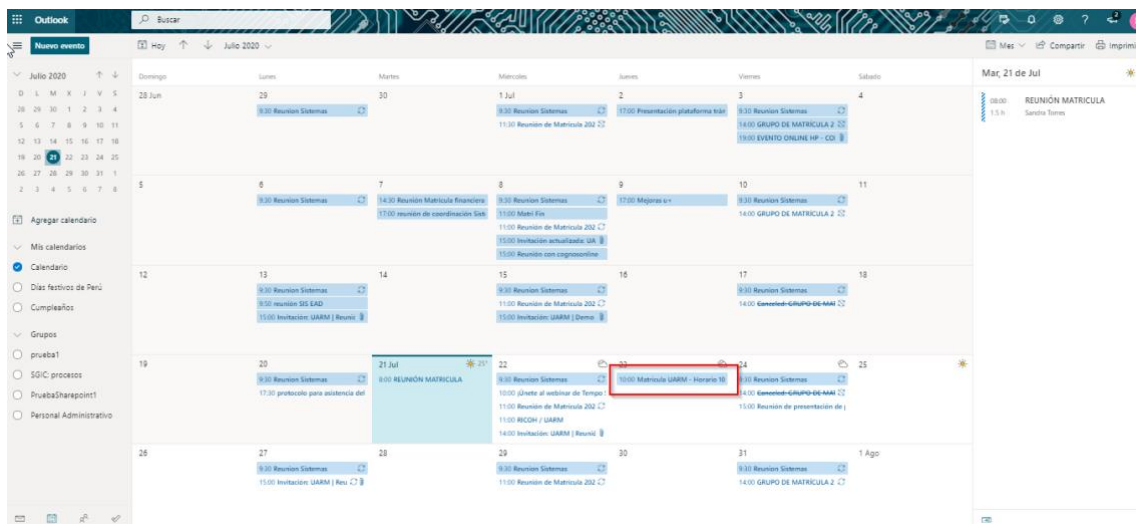 Outlook
Buscar
Nuevo evento
Hoy
Julio 2020
Mes
Compartir
Imprimi
Julio 2020
D L M X J V S
28 29 30 1 2 3 4
5 6 7 8 9 10 11
12 13 14 15 16 17 18
19 20 21 22 23 24 25
26 27 28 29 30 31 1
2 3 4 5 6 7 8
Agregar calendario
Mis calendarios
Calendario
Días festivos de Perú
Cumpleaños
Grupos
prueba1
SGIC: procesos
PruebaSharepoint1
Personal Administrativo
Domingo Lunes Martes Miércoles Jueves Viernes Sábado
28 Jun 29 30 1 Jul 2 3 4
9:30 Reunion Sistemas
9:30 Reunion Sistemas
11:30 Reunión de Matricula 202
17:00 Presentación plataforma trán
9:30 Reunion Sistemas
14:00 GRUPO DE MATRÍCULA 2
19:00 EVENTO ONLINE HP - COI
5 6 7 8 9 10 11
9:30 Reunion Sistemas
14:30 Reunión Matricula financiera
17:00 reunión de coordinación Sist
9:30 Reunion Sistemas
11:00 Matri Fin
11:00 Reunión de Matricula 202
15:00 Invitación actualizada: UA
15:00 Reunión con cognosonline
17:00 Mejoras u+
9:30 Reunion Sistemas
14:00 GRUPO DE MATRÍCULA 2
12 13 14 15 16 17 18
9:30 Reunion Sistemas
9:50 reunión SIS EAD
15:00 Invitación: UARM | Reunic
9:30 Reunion Sistemas
11:00 Reunión de Matricula 202
15:00 Invitación: UARM | Demo
9:30 Reunion Sistemas
14:00 Canceled: GRUPO DE MAT
19 20 21 Jul 25° 22 23 24 25
9:30 Reunion Sistemas
17:30 protocolo para asistencia del
8:00 REUNIÓN MATRICULA
9:30 Reunion Sistemas
10:00 ¡Únete al webinar de Tempo
11:00 Reunión de Matricula 202
11:00 RICOH / UARM
14:00 Invitación: UARM | Reunic
10:00 Matricula UARM - Horario 10
9:30 Reunion Sistemas
14:00 Canceled: GRUPO DE MAT
15:00 Reunión de presentación de
26 27 28 29 30 31 1 Ago
9:30 Reunion Sistemas
15:00 Invitación: UARM | Reu
9:30 Reunion Sistemas
11:00 Reunión de Matricula 202
9:30 Reunion Sistemas
14:00 GRUPO DE MATRÍCULA 2
Mar, 21 de Jul
08:00 REUNIÓN MATRICULA
1.5 h Sandra Torres